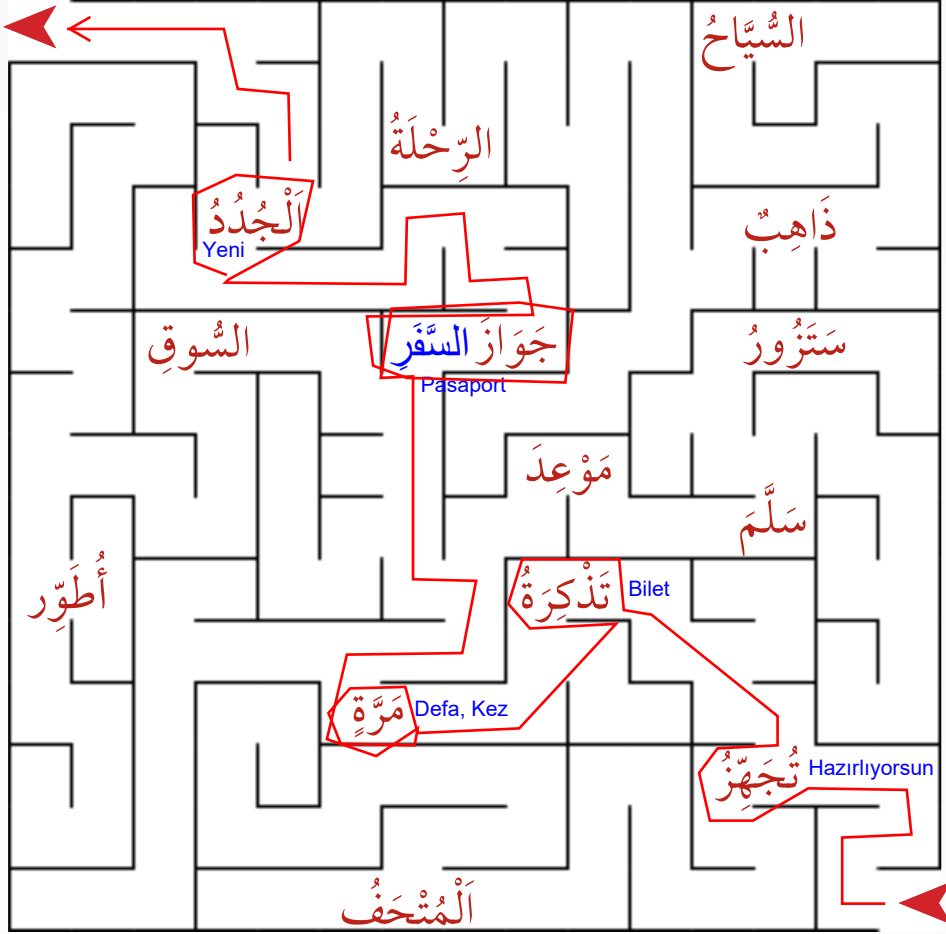 السُّيَّاحُ
الرِّحْلَةُ
اَلْجُدُدُ
Yeni
ذَاهِبٌ
السُّوقِ
جَوَازَ السَّفَرِ
Pasaport
سَتَزُورُ
مَوْعِدَ
سَلَّمَ
أُطَوِّر
تَذْكِرَةُ
Bilet
مَرَّةٍ
Defa, Kez
تُجَهِّزُ
Hazırlıyorsun
اَلْمُتْحَفُ